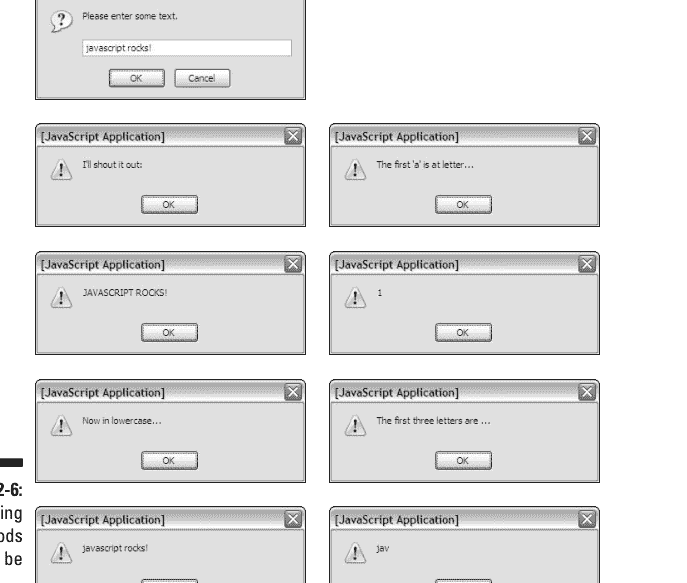 Please enter some text.
javascript rocks!
OK
Cancel
[JavaScript Application]
I'll shout it out:
OK
[JavaScript Application]
JAVASCRIPT ROCKS!
OK
[JavaScript Application]
Now in lowercase...
OK
[JavaScript Application]
javascript rocks!
[JavaScript Application]
The first 'a' is at letter...
OK
[JavaScript Application]
1
OK
[JavaScript Application]
The first three letters are ...
OK
[JavaScript Application]
jav
2-6:
ing
ods
be